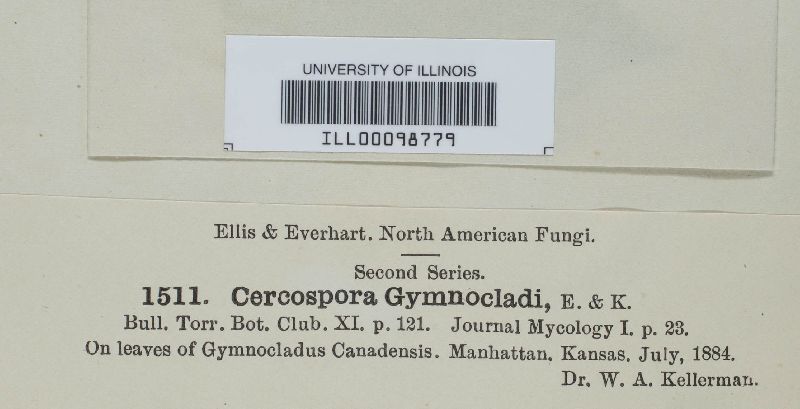 UNIVERSITY OF ILLINOIS
ILL00098779
Ellis & Everhart. North American Fungi.
Second Series.
1511. Cercospora Gymnocladi, E. & K.
Bull. Torr. Bot. Club. XI. p. 121. Journal Mycology I. p. 23.
On leaves of Gymnocladus Canadensis. Manhattan. Kansas. July, 1884.
Dr. W. A. Kellerman.